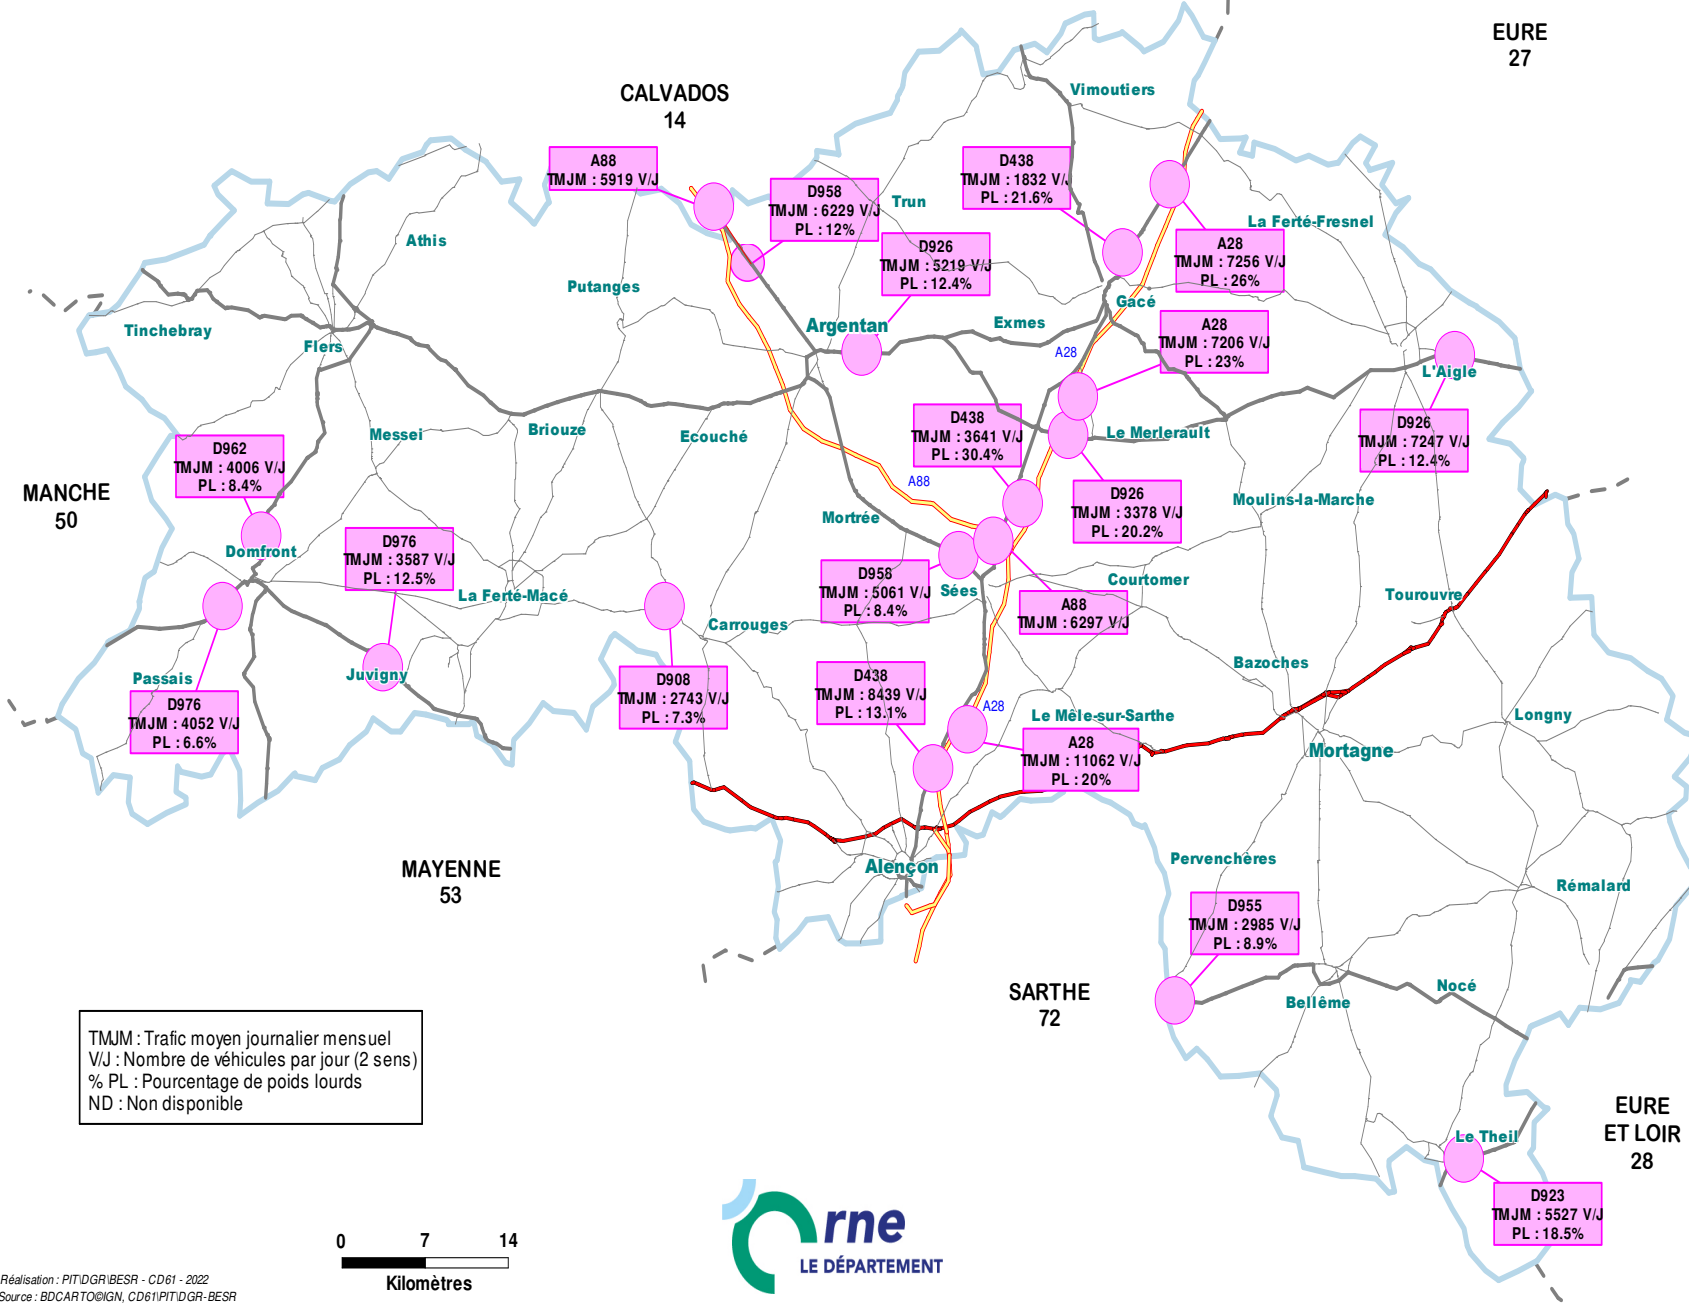 EURE
27
CALVADOS
14
Vimoutiers
A88
TMJM : 5919 V/J
D438
TMJM : 1832 V/J
PL : 21.6%
D958
TMJM : 6229 V/J
PL : 12%
Trun
La Ferté-Fresnel
Athis
D926
TMJM : 5219 V/J
PL : 12.4%
A28
TMJM : 7256 V/J
PL : 26%
Putanges
Gacé
Tinchebray
Flers
Argentan
Exmes
A28
A28
TMJM : 7206 V/J
PL : 23%
L'Aigle
D926
TMJM : 7247 V/J
PL : 12.4%
Messei
Briouze
Ecouché
D438
TMJM : 3641 V/J
PL : 30.4%
Le Merlerault
D962
TMJM : 4006 V/J
PL : 8.4%
MANCHE
50
A88
D926
TMJM : 3378 V/J
PL : 20.2%
Moulins-la-Marche
Mortrée
Domfront
D976
TMJM : 3587 V/J
PL : 12.5%
La Ferté-Macé
D958
TMJM : 5061 V/J
PL : 8.4%
Sées
Courtomer
A88
TMJM : 6297 V/J
Tourouvre
Carrouges
Bazoches
Passais
Juvigny
D976
TMJM : 4052 V/J
PL : 6.6%
D908
TMJM : 2743 V/J
PL : 7.3%
D438
TMJM : 8439 V/J
PL : 13.1%
A28
Le Mêle-sur-Sarthe
Longny
A28
TMJM : 11062 V/J
PL : 20%
Mortagne
MAYENNE
53
Alençon
Pervenchères
Rémalard
D955
TMJM : 2985 V/J
PL : 8.9%
SARTHE
72
Bellême
Nocé
TMJM : Trafic moyen journalier mensuel
V/J : Nombre de véhicules par jour (2 sens)
% PL : Pourcentage de poids lourds
ND : Non disponible
EURE
ET LOIR
28
Le Theil
D923
TMJM : 5527 V/J
PL : 18.5%
0 7 14
Kilomètres
Orne
LE DÉPARTEMENT
Réalisation : PIT\DGR\BESR - CD61 - 2022
Source : BDCARTO©IGN, CD61\PIT\DGR-BESR